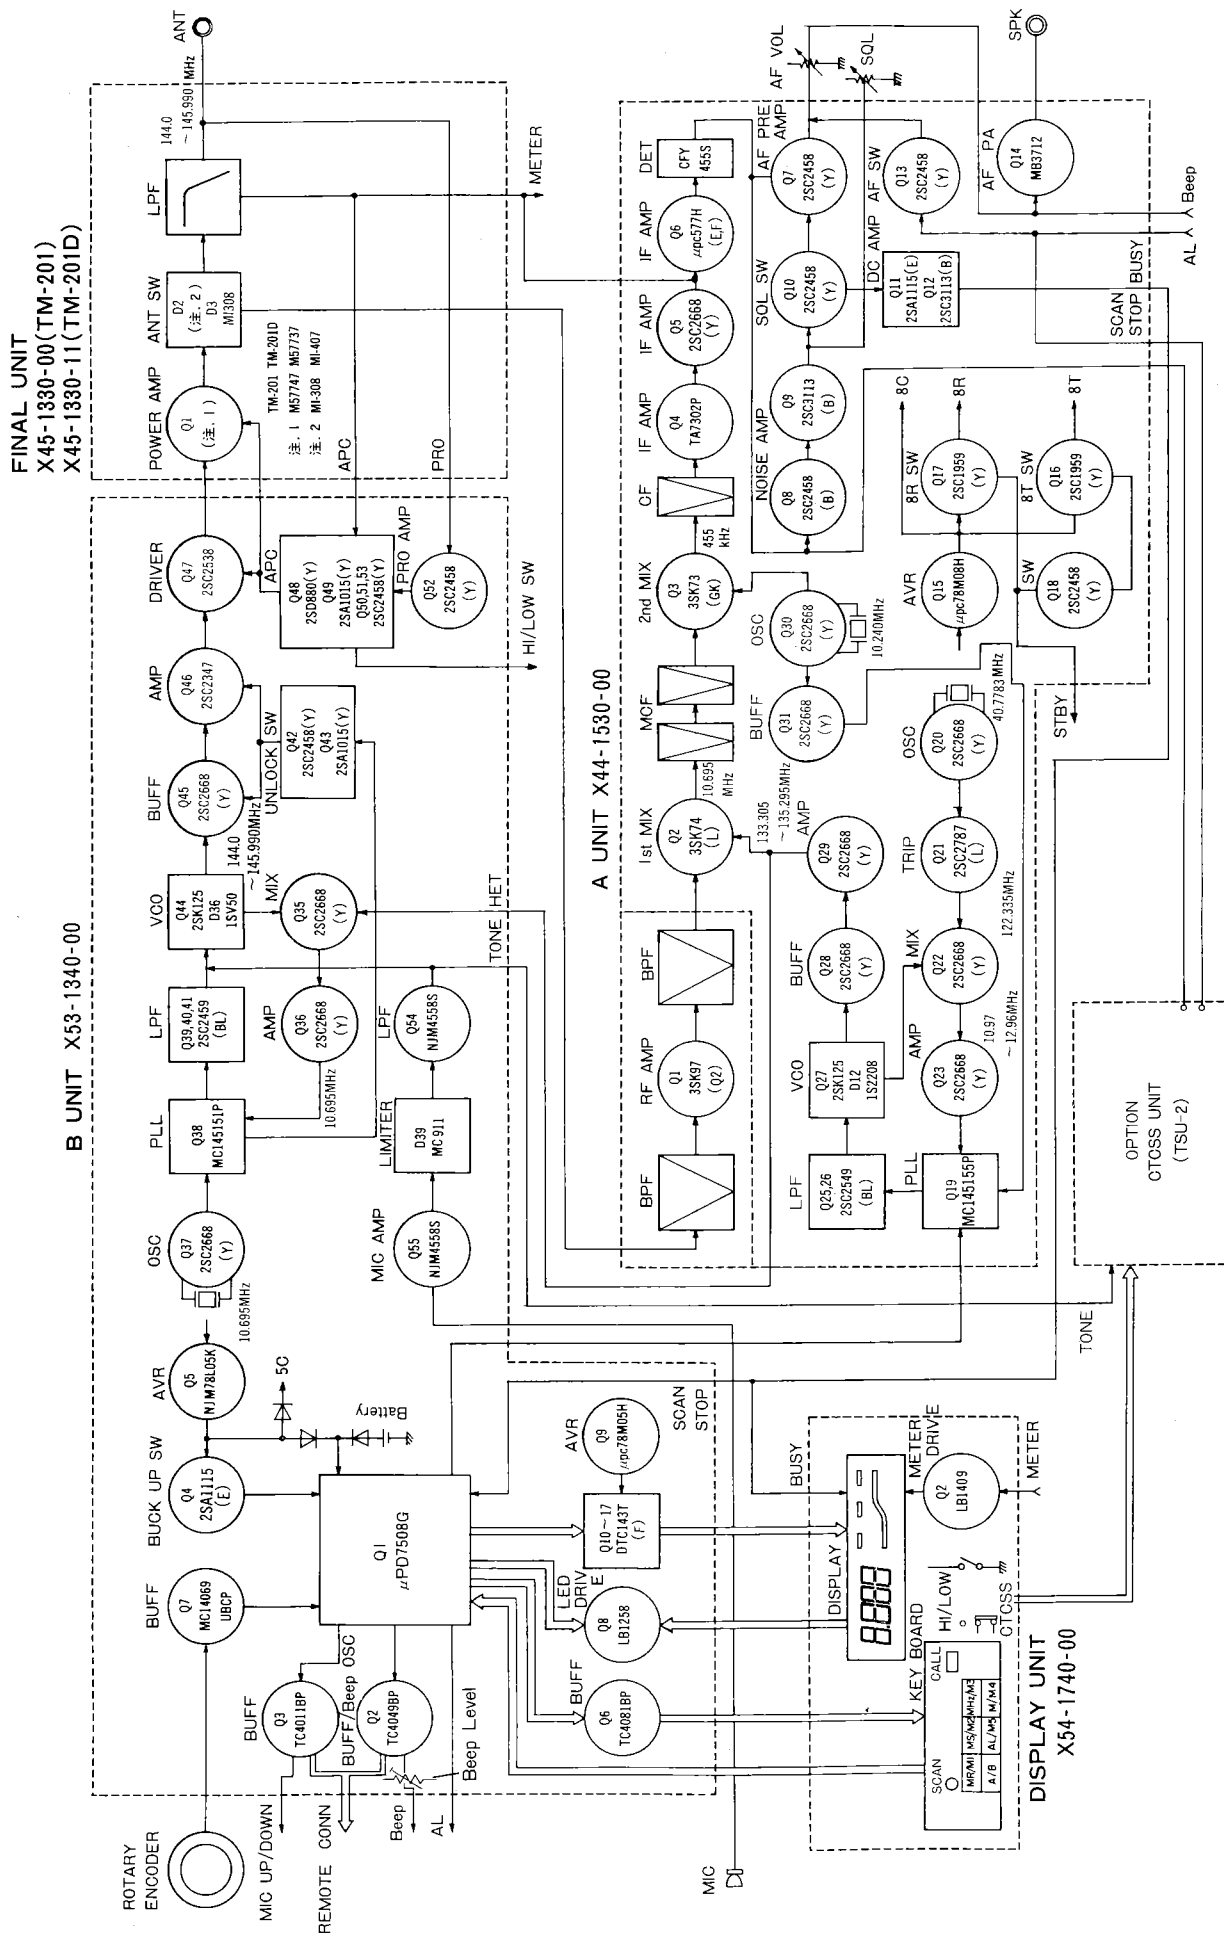 FINAL UNIT
X45-1330-00(TM-201)
X45-1330-11(TM-201D)
POWER AMP
Q1
(注.1)
ANT SW
D2
(注.2)
D3
MI308
LPF
144.0
~145.990 MHz
ANT
TM-201 TM-201D
注.1 M57747 M57737
注.2 MI-308 MI-407
APC
PRO
METER
B UNIT X53-1340-00
ROTARY
ENCODER
BUFF
Q7
MC14069
UBCP
BUCK UP SW
Q4
2SA1115
(E)
AVR
Q5
NJM78L05K
5C
Battery
OSC
Q37
2SC2668
(Y)
10.695MHz
PLL
Q38
MC145151P
LPF
Q39,40,41
2SC2459
(BL)
VCO
Q44
2SK125
D36
1SV50
BUFF
Q45
2SC2668
(Y)
144.0
~145.990MHz
AMP
Q46
2SC2347
DRIVER
Q47
2SC2538
UNLOCK SW
Q42
2SC2458(Y)
Q43
2SA1015(Y)
APC
Q48
2SD880(Y)
Q49
2SA1015(Y)
Q50,51,53
2SC2458(Y)
PRO AMP
Q52
2SC2458
(Y)
HI/LOW SW
MIX
Q35
2SC2668
(Y)
AMP
Q36
2SC2668
(Y)
10.695MHz
TONE HET
MIC AMP
Q55
NJM4558S
LIMITER
D39
MC911
LPF
Q54
NJM4558S
Q1
μPD7508G
BUFF
Q3
TC4011BP
BUFF/Beep OSC
Q2
TC4049BP
Beep Level
MIC UP/DOWN
REMOTE CONN
Beep
AL
MIC
BUFF
Q6
TC4081BP
LED
DRIVE
Q8
LB1258
Q10~17
DTC143T
(F)
AVR
Q9
μpc78M05H
SCAN
STOP
A UNIT X44-1530-00
BPF
RF AMP
Q1
3SK97
(Q2)
BPF
1st MIX
Q2
3SK74
(L)
10.695
MHz
MCF
2nd MIX
Q3
3SK73
(GK)
455
kHz
CF
IF AMP
Q4
TA7302P
IF AMP
Q5
2SC2668
(Y)
IF AMP
Q6
μpc577H
(E,F)
DET
CFY
455S
AF PRE
AMP
Q7
2SC2458
(Y)
AF VOL
SQL
NOISE AMP
Q8
2SC2458
(B)
Q9
2SC3113
(B)
SQL SW
Q10
2SC2458
(Y)
DC AMP
Q11
2SA1115(E)
Q12
2SC3113(B)
AF SW
Q13
2SC2458
(Y)
AF PA
Q14
MB3712
SPK
AL
Beep
SCAN
STOP BUSY
OSC
Q30
2SC2668
(Y)
10.240MHz
BUFF
Q31
2SC2668
(Y)
133.305
~135.295MHz
AMP
Q29
2SC2668
(Y)
BUFF
Q28
2SC2668
(Y)
VCO
Q27
2SK125
D12
1S2208
LPF
Q25,26
2SC2549
(BL)
PLL
Q19
MC145155P
AMP
Q23
2SC2668
(Y)
10.97
~12.96MHz
MIX
Q22
2SC2668
(Y)
122.335MHz
TRIP
Q21
2SC2787
(L)
OSC
Q20
2SC2668
(Y)
40.7783MHz
AVR
Q15
μpc78M08H
8R SW
Q17
2SC1959
(Y)
8T SW
Q16
2SC1959
(Y)
SW
Q18
2SC2458
(Y)
8C
8R
8T
STBY
OPTION
CTCSS UNIT
(TSU-2)
TONE
BUSY
DISPLAY
8.888
METER
DRIVE
Q2
LB1409
METER
HI/LOW
CTCSS
KEY BOARD
SCAN
CALL
MR/M1 MS/M2 MHz/M3
A/B AL/M5 M/M4
DISPLAY UNIT
X54-1740-00